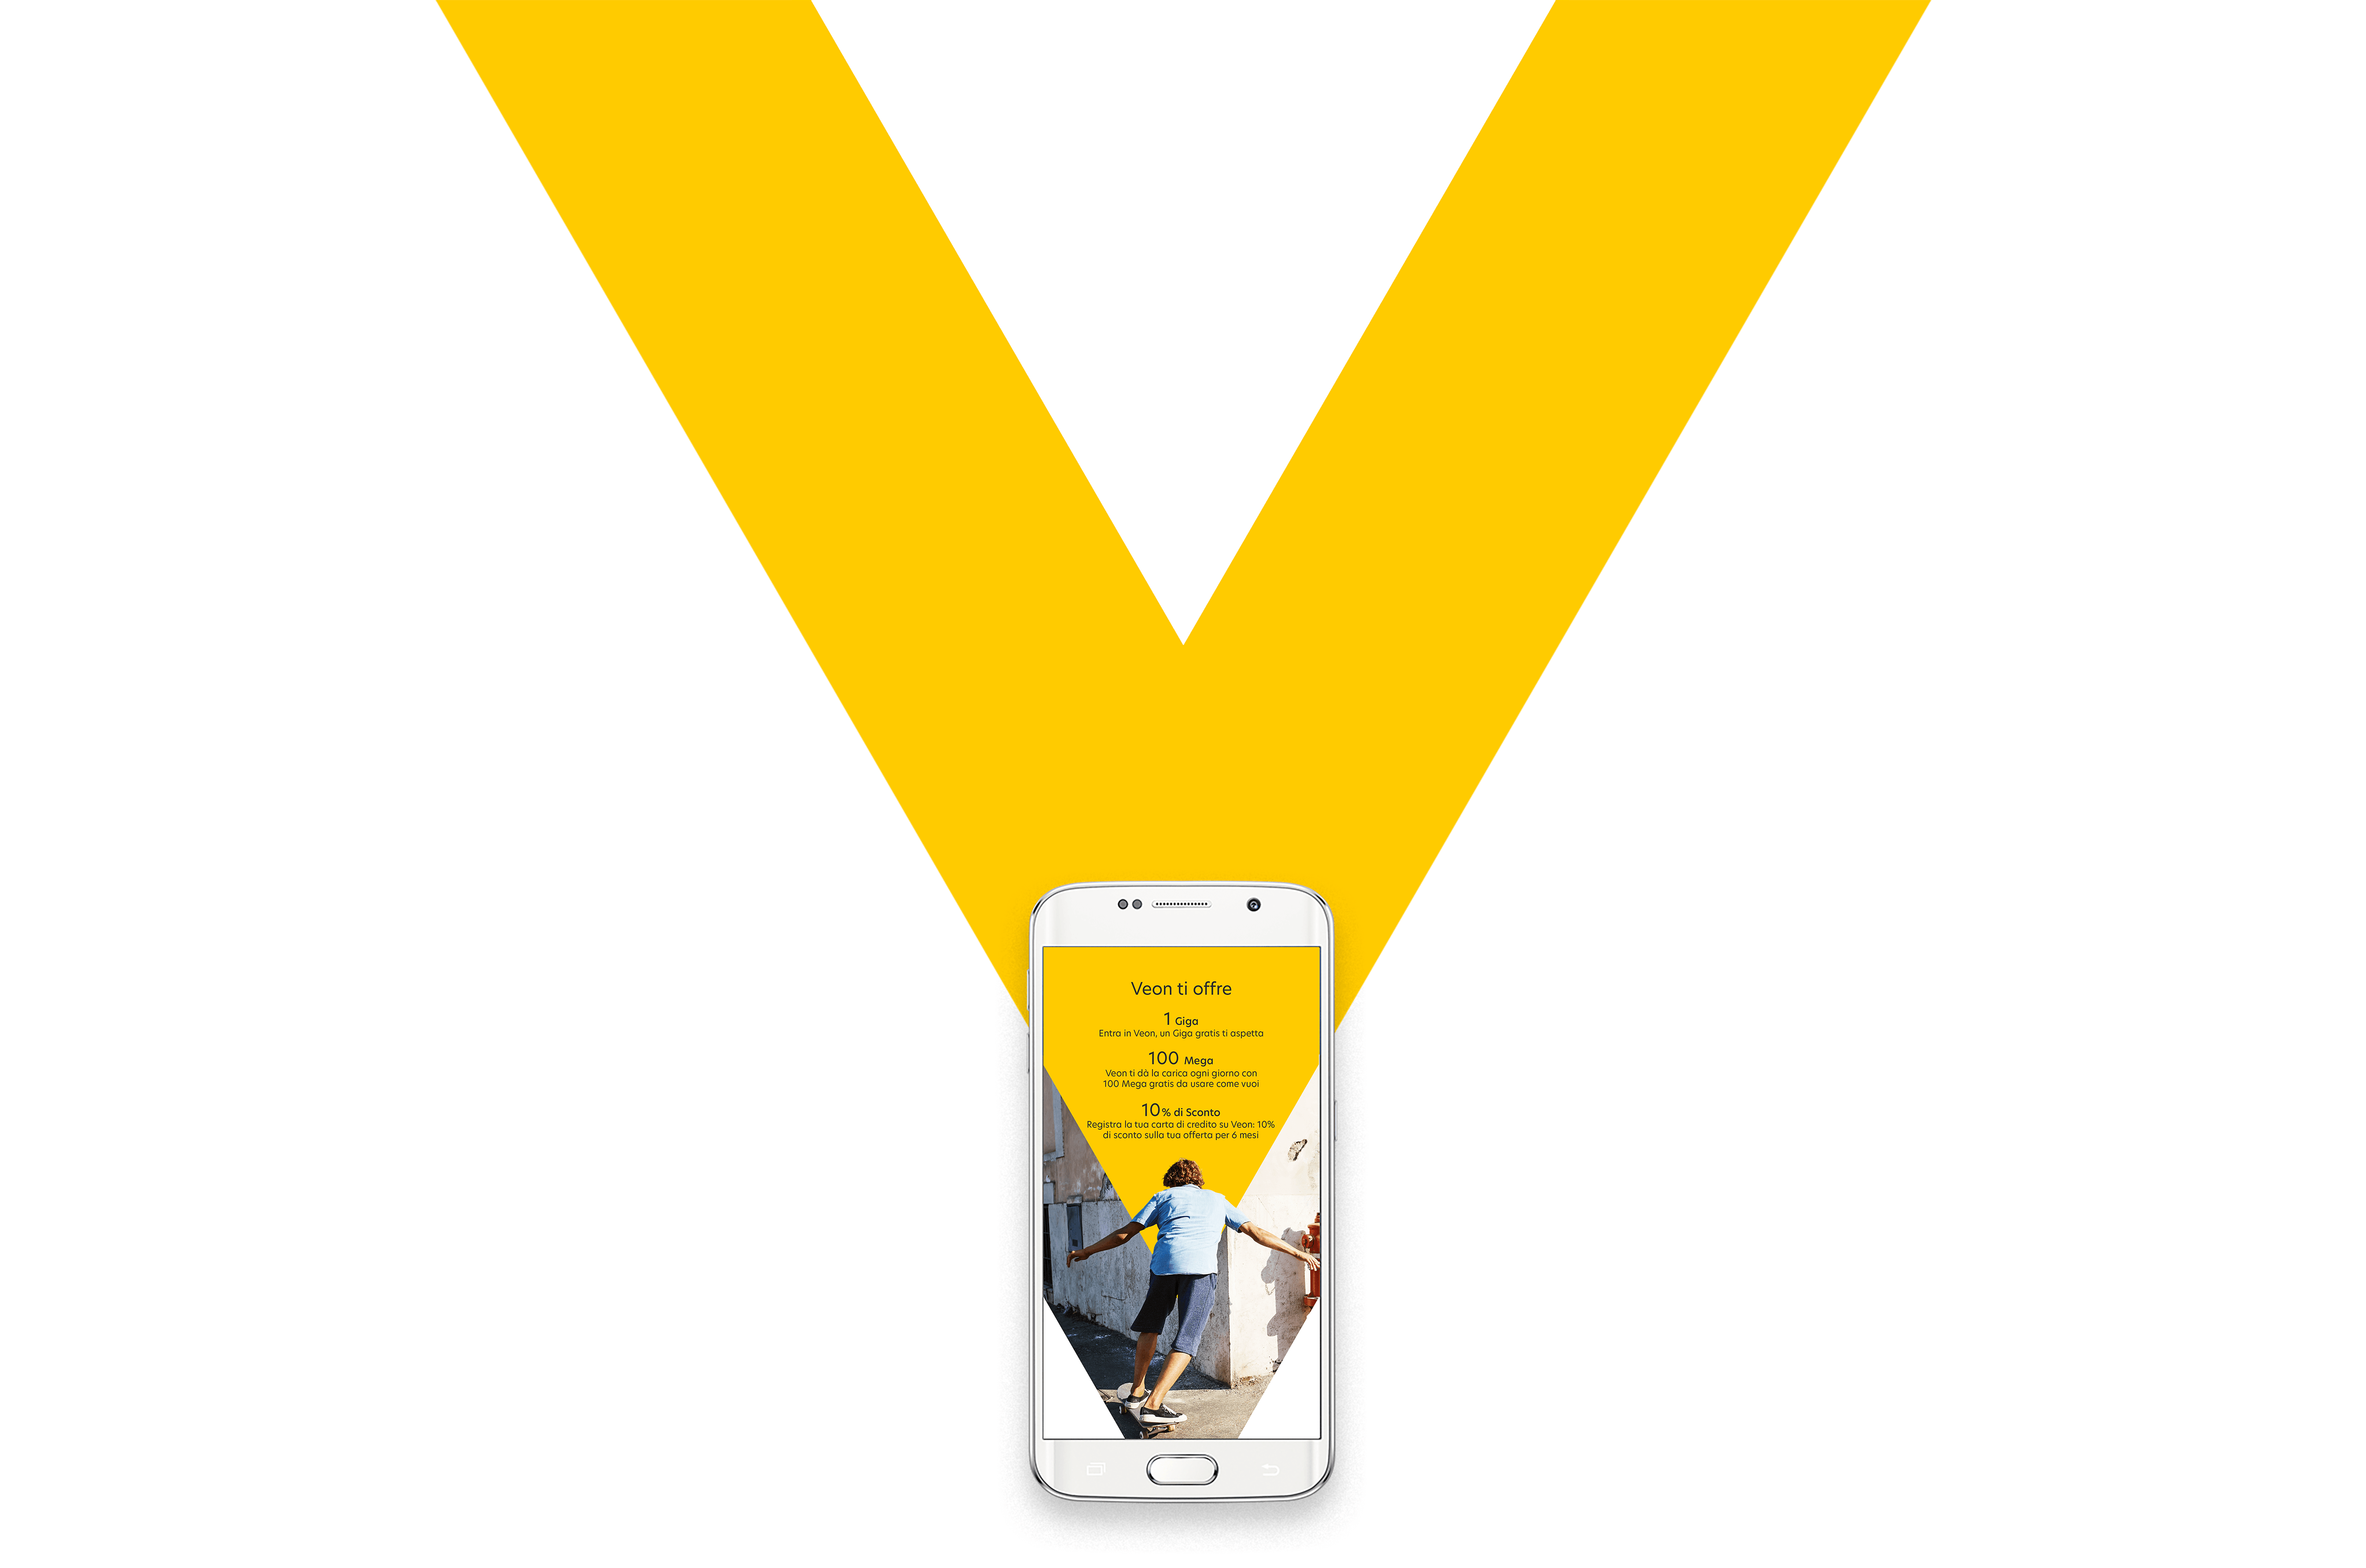 Veon ti offre
1 Giga
Entra in Veon, un Giga gratis ti aspetta
100 Mega
Veon ti dà la carica ogni giorno con
100 Mega gratis da usare come vuoi
10% di Sconto
Registra la tua carta di credito su Veon: 10%
di sconto sulla tua offerta per 6 mesi